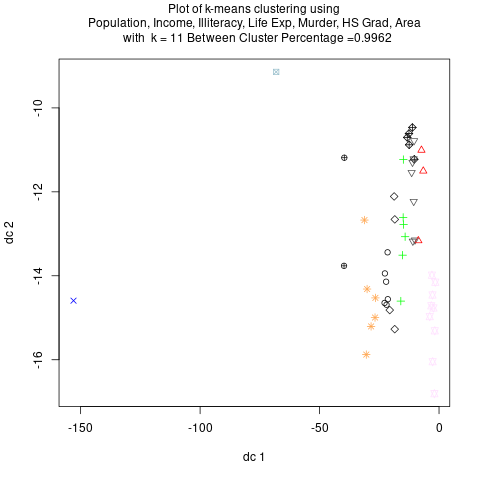 Plot of k-means clustering using
Population, Income, Illiteracy, Life Exp, Murder, HS Grad, Area
with k = 11 Between Cluster Percentage =0.9962
-10
-12
-14
-16
dc 2
-150 -100 -50 0
dc 1